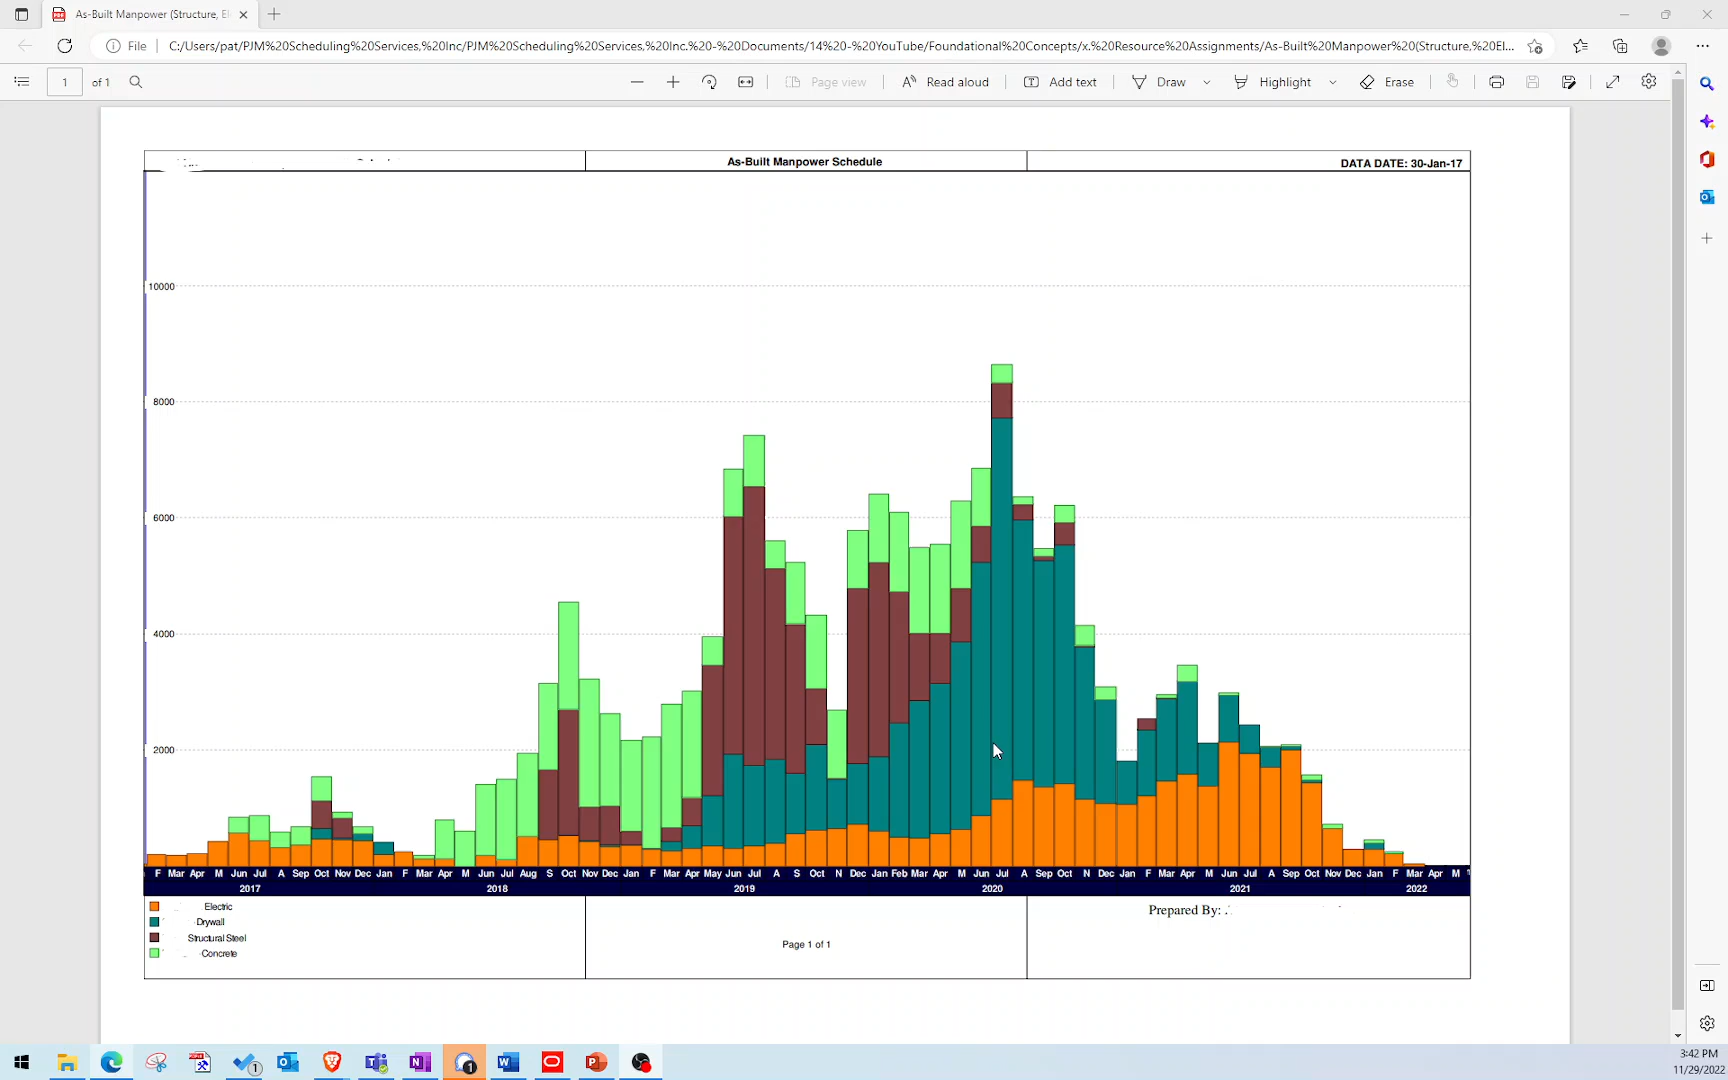 As-Built Manpower (Structure, El
File
C:/Users/pat/PJM%20Scheduling%20Services,%20Inc/PJM%20Scheduling%20Services,%20Inc.%20-%20Documents/14%20-%20YouTube/Foundational%20Concepts/x.%20Resource%20Assignments/As-Built%20Manpower%20(Structure,%20El...
1 of 1
Page view
Read aloud
Add text
Draw
Highlight
Erase
As-Built Manpower Schedule
DATA DATE: 30-Jan-17
10000
8000
6000
4000
2000
F Mar Apr M Jun Jul A Sep Oct Nov Dec Jan F Mar Apr M Jun Jul Aug S Oct Nov Dec Jan F Mar Apr May Jun Jul A S Oct N Dec Jan Feb Mar Apr M Jun Jul A Sep Oct N Dec Jan F Mar Apr M Jun Jul A Sep Oct Nov Dec Jan F Mar Apr M
2017 2018 2019 2020 2021 2022
Electric
Drywall
Structural Steel
Concrete
Page 1 of 1
Prepared By:
3:42 PM
11/29/2022